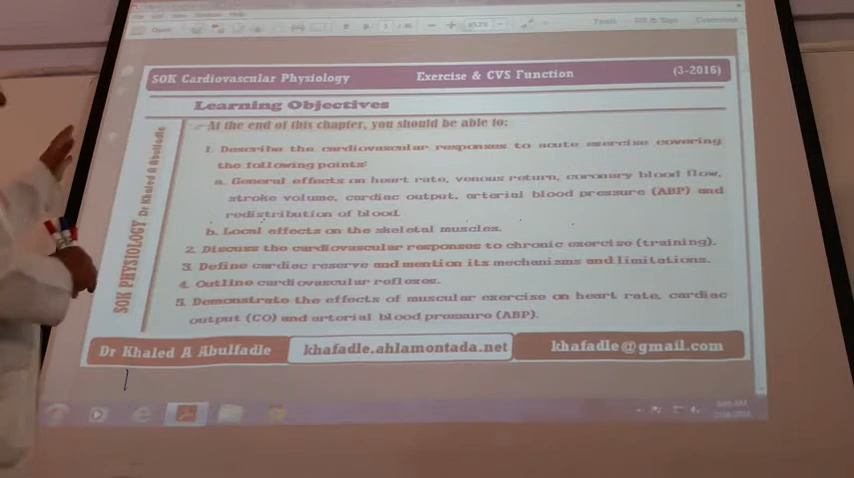 Open
Tools
Fill & Sign
Comment
SOK Cardiovascular Physiology Exercise & CVS Function (3-2016)
Learning Objectives
At the end of this chapter, you should be able to:
1. Describe the cardiovascular responses to acute exercise covering
the following points:
a. General effects on heart rate, venous return, coronary blood flow,
stroke volume, cardiac output, arterial blood pressure (ABP) and
redistribution of blood.
b. Local effects on the skeletal muscles.
2. Discuss the cardiovascular responses to chronic exercise (training).
3. Define cardiac reserve and mention its mechanisms and limitations.
4. Outline cardiovascular reflexes.
5. Demonstrate the effects of muscular exercise on heart rate, cardiac
output (CO) and arterial blood pressure (ABP).
SOK PHYSIOLOGY Dr Khaled A Abulfadle
Dr Khaled A Abulfadle khafadle.ahlamontada.net khafadle@gmail.com